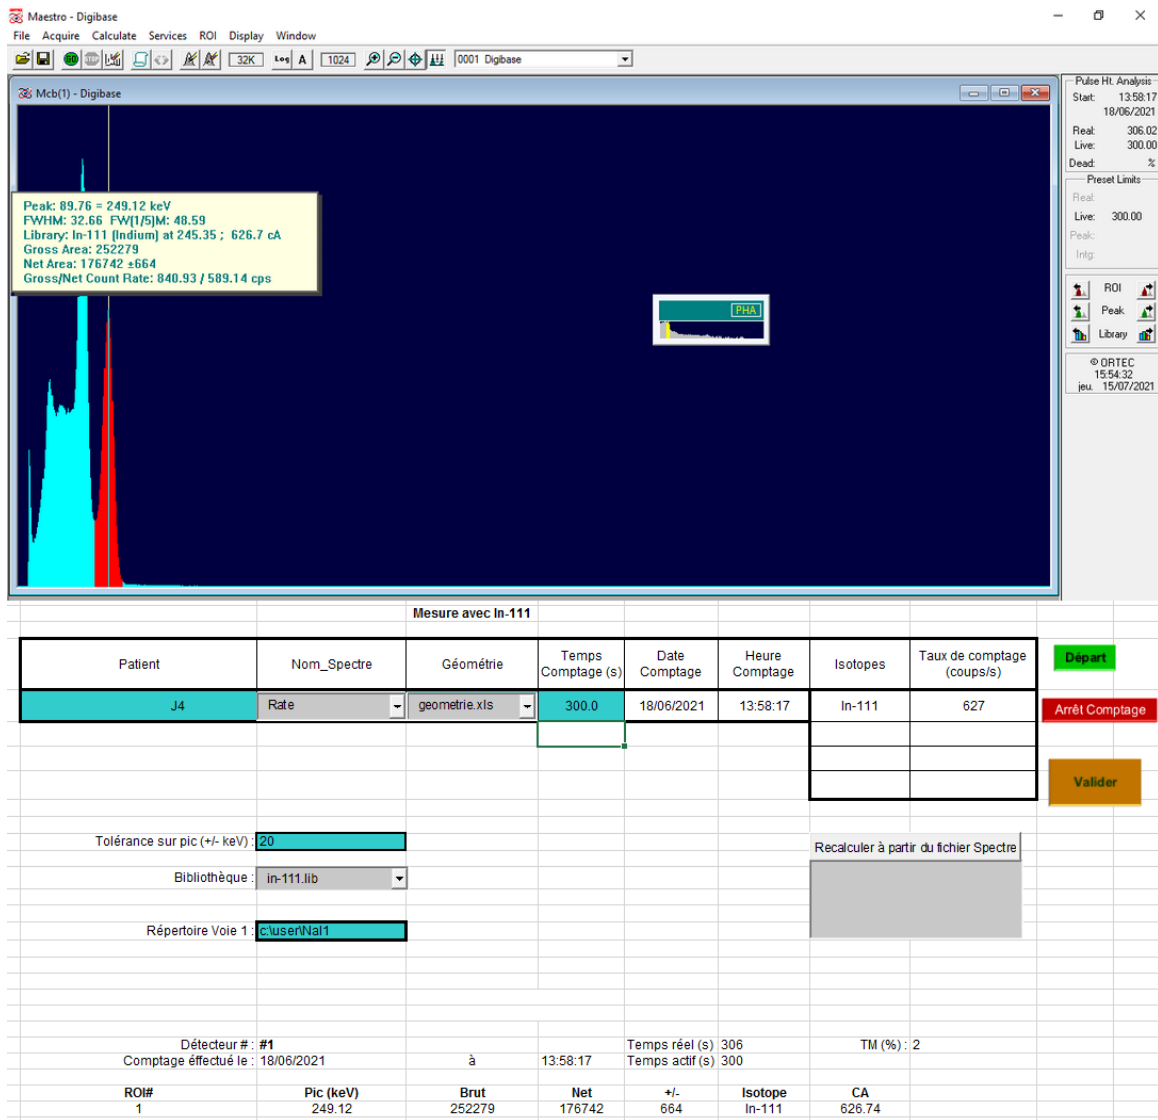 Maestro - Digibase
File Acquire Calculate Services ROI Display Window
GO STOP 32K Log A 1024 0001 Digibase
Mcb(1) - Digibase
Pulse Ht. Analysis
Start: 13:58:17
18/06/2021
Real: 306.02
Live: 300.00
Dead: %
Preset Limits
Real:
Live: 300.00
Peak:
Intg:
ROI
Peak
Library
© ORTEC
15:54:32
jeu. 15/07/2021
Peak: 89.76 = 249.12 keV
FWHM: 32.66 FW(1/5)M: 48.59
Library: In-111 (Indium) at 245.35 ; 626.7 cA
Gross Area: 252279
Net Area: 176742 ±664
Gross/Net Count Rate: 840.93 / 589.14 cps
PHA
Mesure avec In-111
Patient Nom_Spectre Géométrie Temps Comptage (s) Date Comptage Heure Comptage Isotopes Taux de comptage (coups/s) Départ
J4 Rate geometrie.xls 300.0 18/06/2021 13:58:17 In-111 627 Arrêt Comptage
Valider
Tolérance sur pic (+/- keV) : 20
Recalculer à partir du fichier Spectre
Bibliothèque : in-111.lib
Répertoire Voie 1 : c:\user\NaI1
Détecteur # : #1 Temps réel (s) 306 TM (%) : 2
Comptage éffectué le : 18/06/2021 à 13:58:17 Temps actif (s) 300
ROI# Pic (keV) Brut Net +/- Isotope CA
1 249.12 252279 176742 664 In-111 626.74